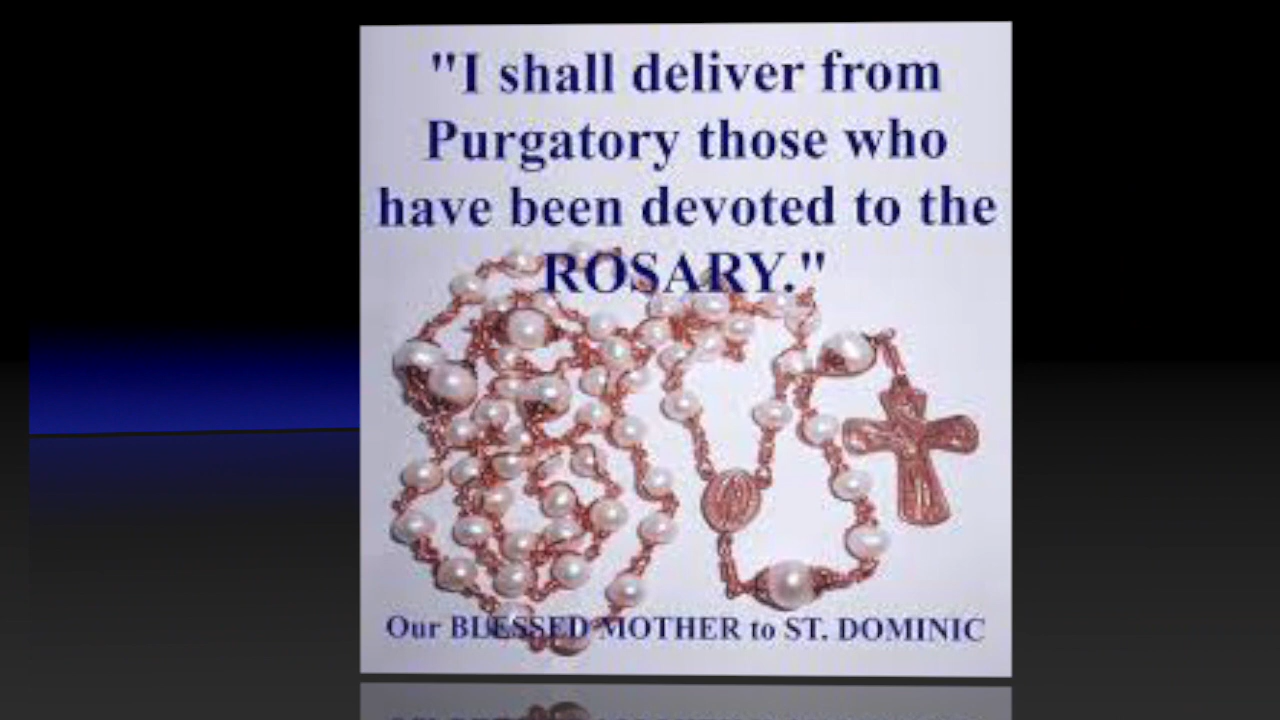 "I shall deliver from
Purgatory those who
have been devoted to the
ROSARY."
Our BLESSED MOTHER to ST. DOMINIC